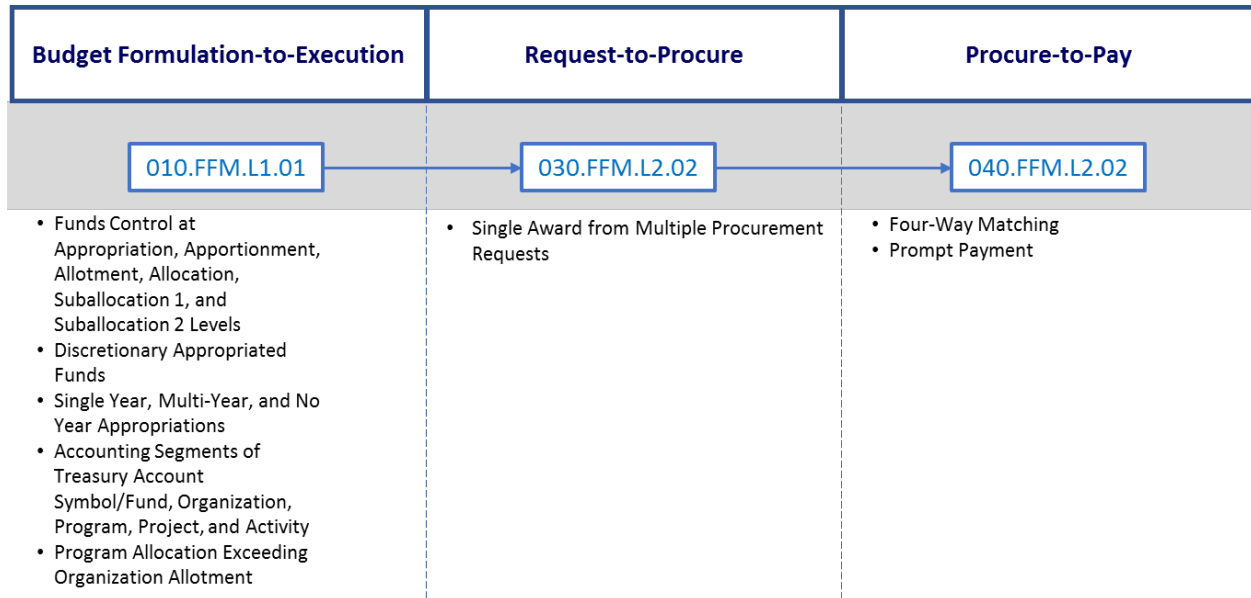 Budget Formulation-to-Execution
Request-to-Procure
Procure-to-Pay
010.FFM.L1.01
030.FFM.L2.02
040.FFM.L2.02
• Funds Control at
Appropriation, Apportionment,
Allotment, Allocation,
Suballocation 1, and
Suballocation 2 Levels
• Discretionary Appropriated
Funds
• Single Year, Multi-Year, and No
Year Appropriations
• Accounting Segments of
Treasury Account
Symbol/Fund, Organization,
Program, Project, and Activity
• Program Allocation Exceeding
Organization Allotment
• Single Award from Multiple Procurement
Requests
• Four-Way Matching
• Prompt Payment